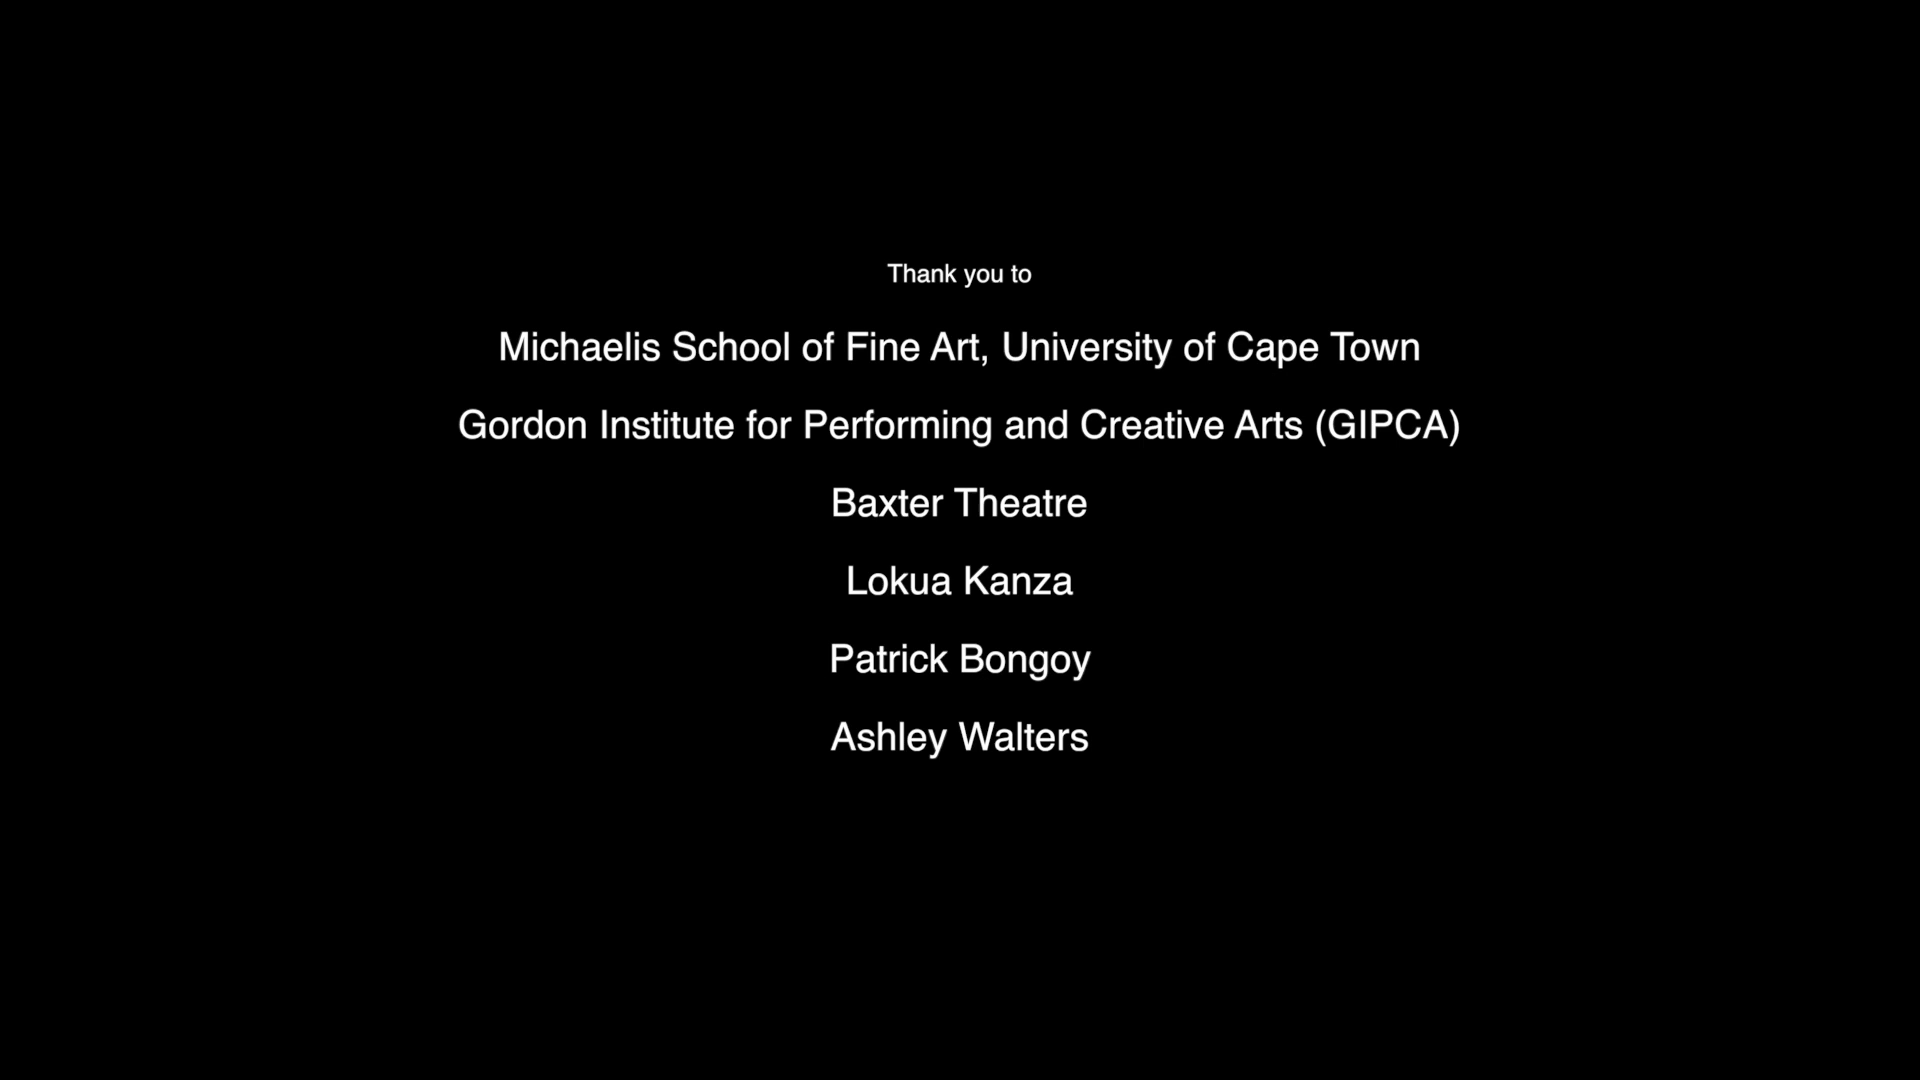 Thank you to
Michaelis School of Fine Art, University of Cape Town
Gordon Institute for Performing and Creative Arts (GIPCA)
Baxter Theatre
Lokua Kanza
Patrick Bongoy
Ashley Walters